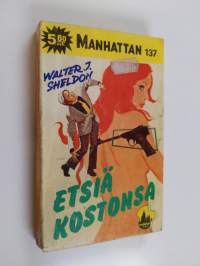 5.80
MANHATTAN 137
WALTER J.
SHELDON
ETSIÄ
KOSTONSA